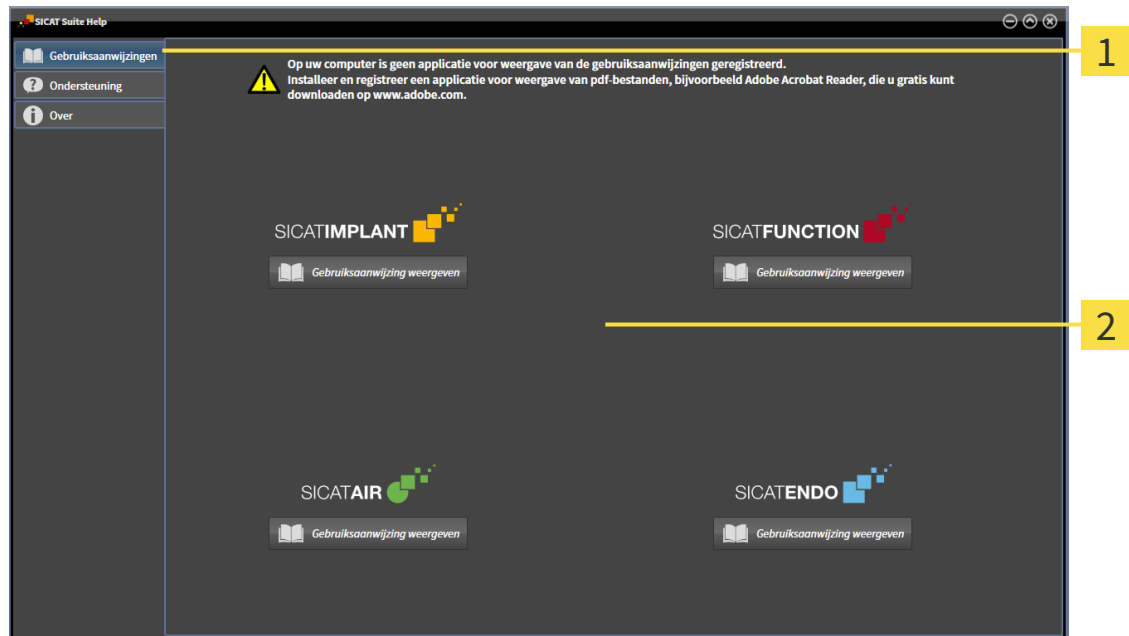 SICAT Suite Help
Gebruiksaanwijzingen
Ondersteuning
Over
Op uw computer is geen applicatie voor weergave van de gebruiksaanwijzingen geregistreerd.
Installeer en registreer een applicatie voor weergave van pdf-bestanden, bijvoorbeeld Adobe Acrobat Reader, die u gratis kunt
downloaden op www.adobe.com.
1
SICATIMPLANT
Gebruiksaanwijzing weergeven
SICATFUNCTION
Gebruiksaanwijzing weergeven
2
SICATAIR
Gebruiksaanwijzing weergeven
SICATENDO
Gebruiksaanwijzing weergeven